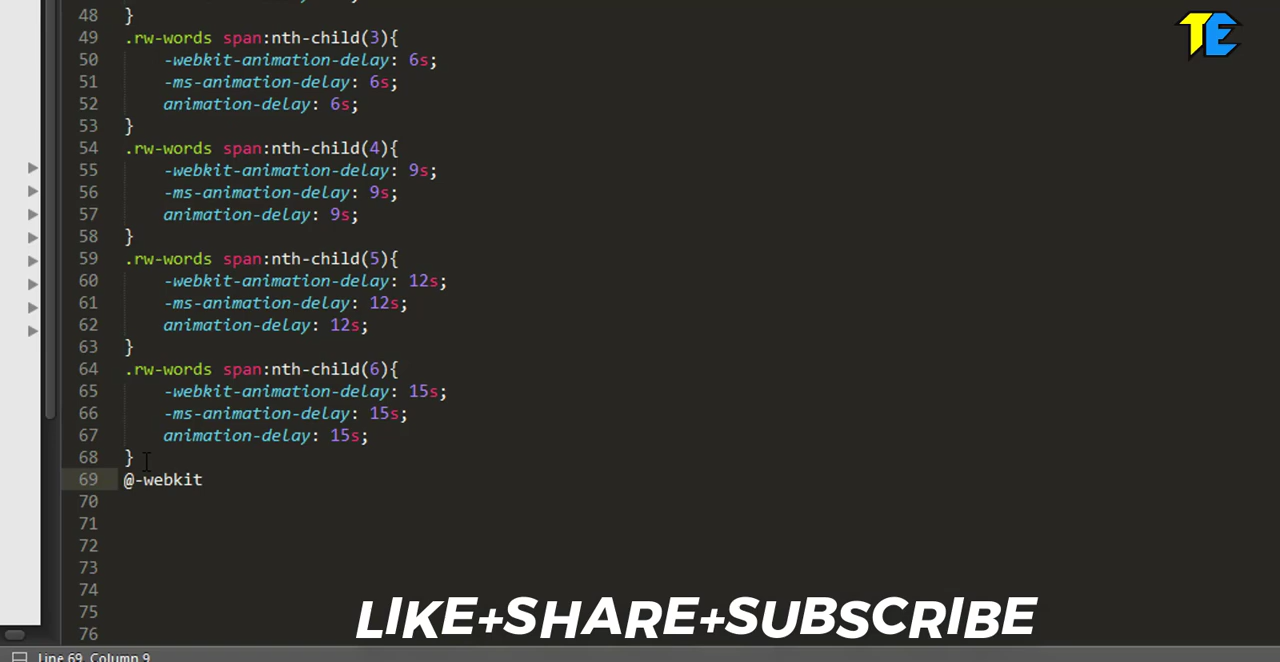 48 }
49 .rw-words span:nth-child(3){
50 -webkit-animation-delay: 6s;
51 -ms-animation-delay: 6s;
52 animation-delay: 6s;
53 }
54 .rw-words span:nth-child(4){
55 -webkit-animation-delay: 9s;
56 -ms-animation-delay: 9s;
57 animation-delay: 9s;
58 }
59 .rw-words span:nth-child(5){
60 -webkit-animation-delay: 12s;
61 -ms-animation-delay: 12s;
62 animation-delay: 12s;
63 }
64 .rw-words span:nth-child(6){
65 -webkit-animation-delay: 15s;
66 -ms-animation-delay: 15s;
67 animation-delay: 15s;
68 }
69 @-webkit
70
71
72
73
74
75
76
TE
LIKE+SHARE+SUBSCRIBE
Line 69, Column 9